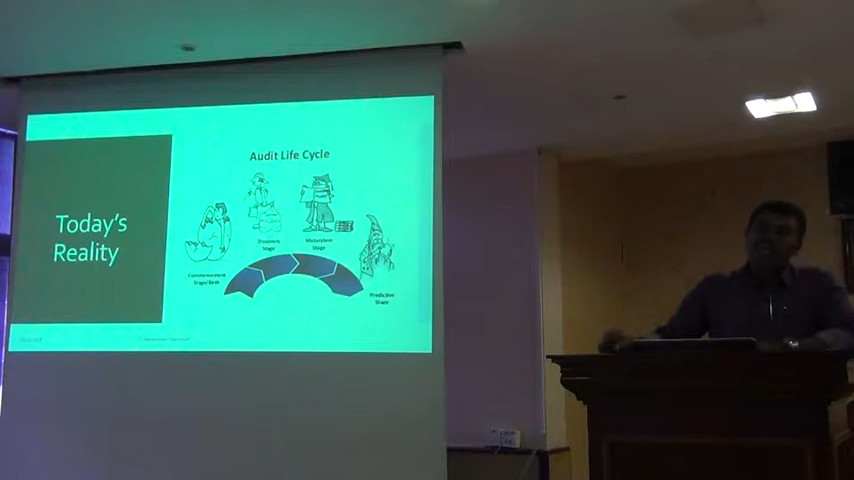 Audit Life Cycle
Today's
Reality
Discovery
Stage
Maturation
Stage
Commencement
Stage/Birth
Predictive
Stage